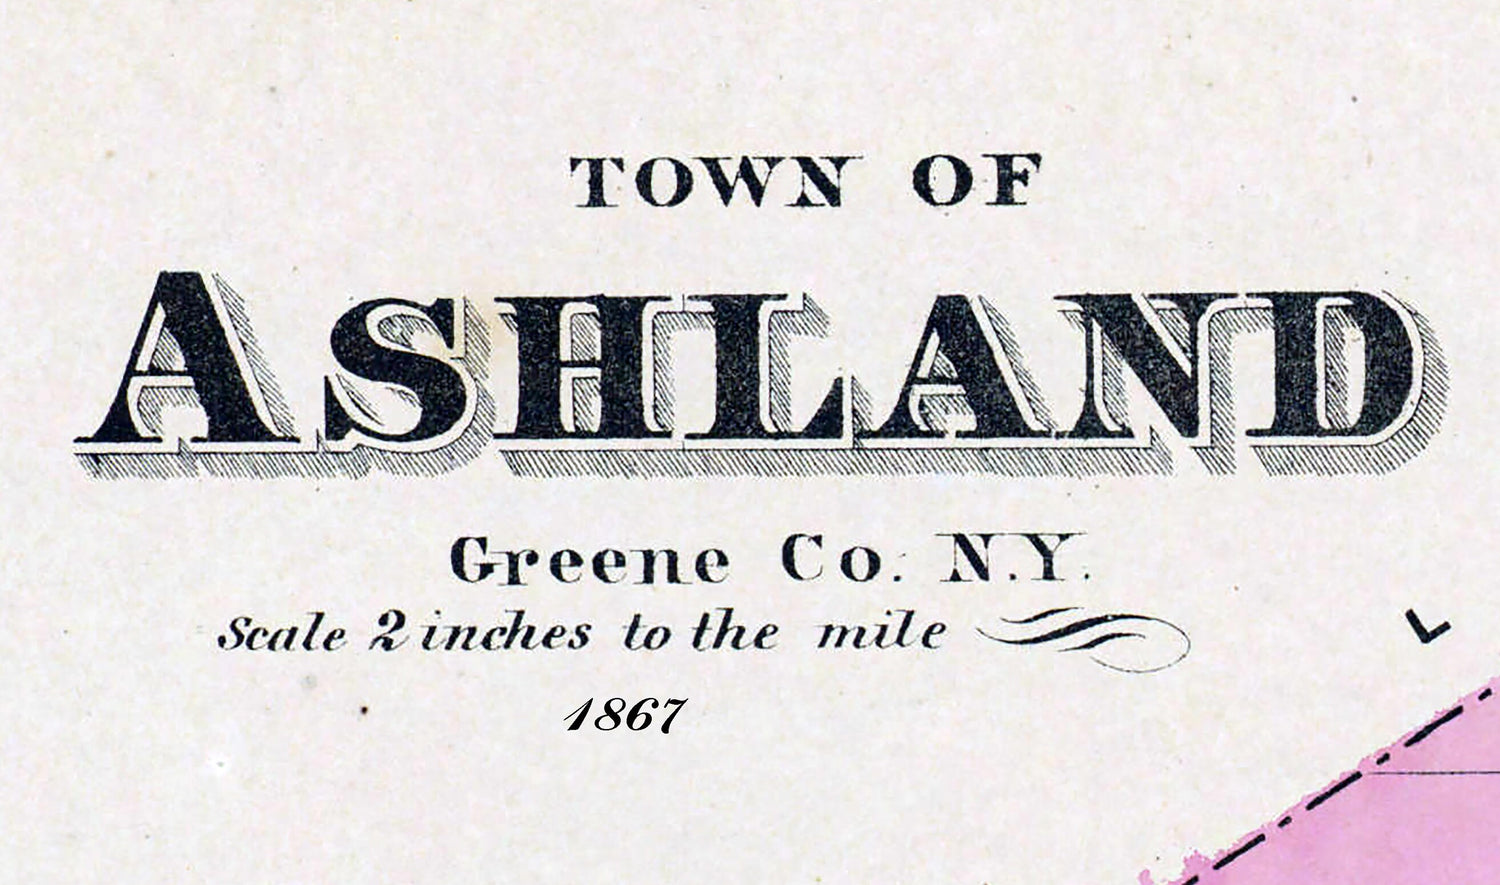 TOWN OF
ASHLAND
Greene Co. N.Y.
Scale 2 inches to the mile
1867
L